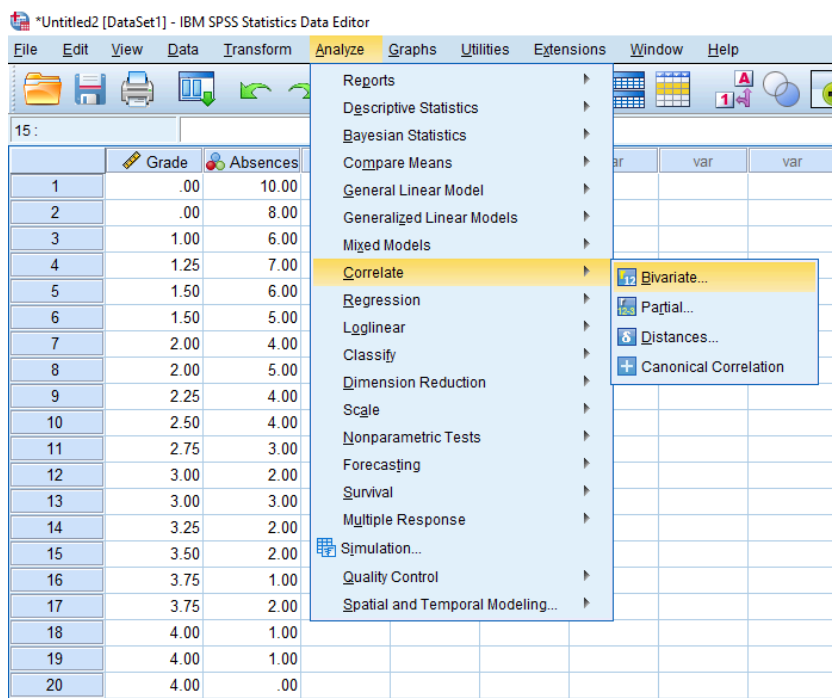 *Untitled2 [DataSet1] - IBM SPSS Statistics Data Editor
File Edit View Data Transform Analyze Graphs Utilities Extensions Window Help
A
1
15 :
Grade Absences var var
1 .00 10.00
2 .00 8.00
3 1.00 6.00
4 1.25 7.00
5 1.50 6.00
6 1.50 5.00
7 2.00 4.00
8 2.00 5.00
9 2.25 4.00
10 2.50 4.00
11 2.75 3.00
12 3.00 2.00
13 3.00 3.00
14 3.25 2.00
15 3.50 2.00
16 3.75 1.00
17 3.75 2.00
18 4.00 1.00
19 4.00 1.00
20 4.00 .00
Reports
Descriptive Statistics
Bayesian Statistics
Compare Means
General Linear Model
Generalized Linear Models
Mixed Models
Correlate
Regression
Loglinear
Classify
Dimension Reduction
Scale
Nonparametric Tests
Forecasting
Survival
Multiple Response
Simulation...
Quality Control
Spatial and Temporal Modeling...
Bivariate...
Partial...
Distances...
Canonical Correlation